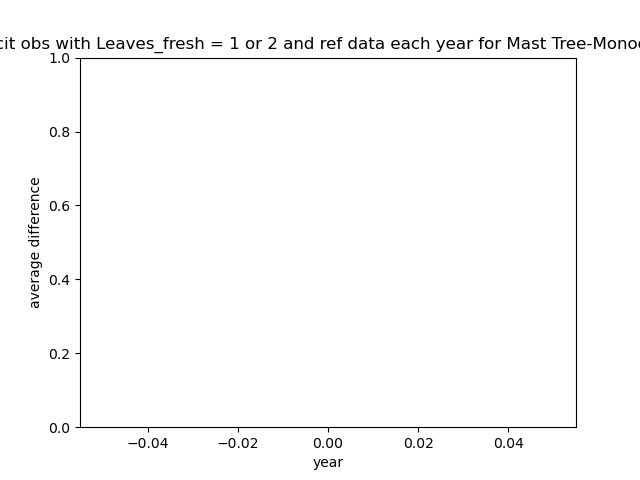 cit obs with Leaves_fresh = 1 or 2 and ref data each year for Mast Tree-Monoc
1.0
0.8
0.6
0.4
0.2
0.0
average difference
−0.04 −0.02 0.00 0.02 0.04
year